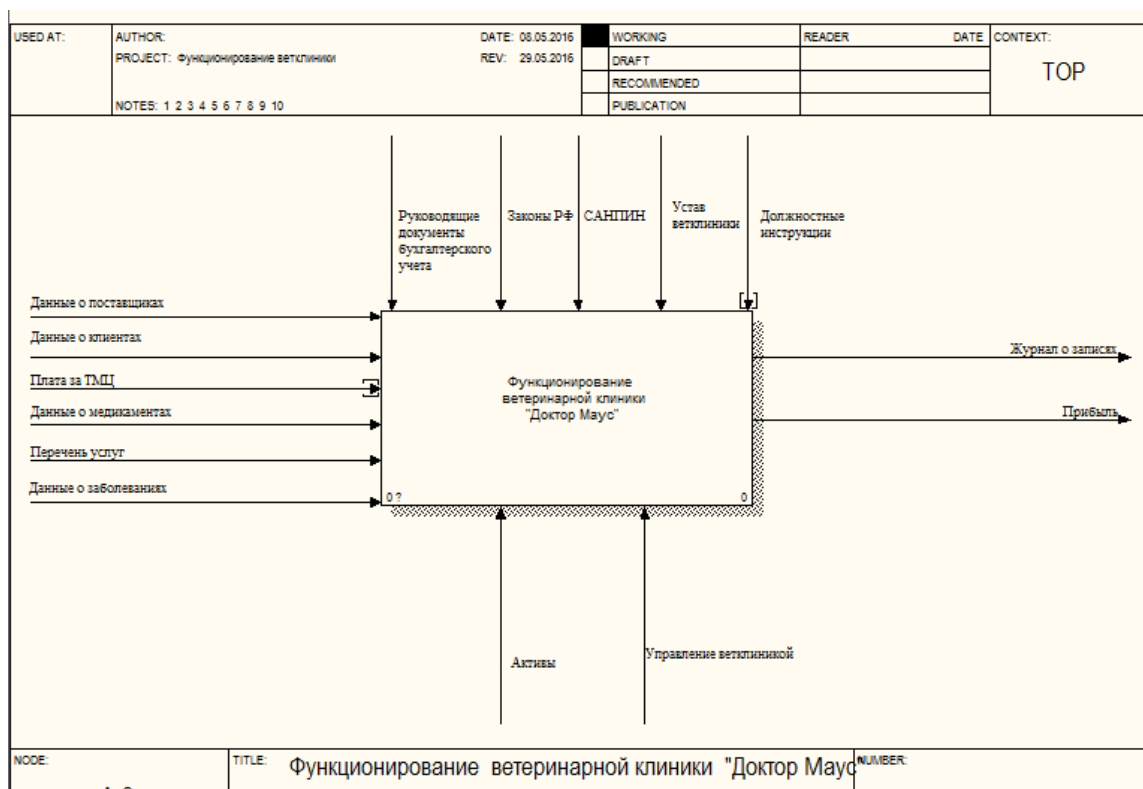 USED AT:
AUTHOR:
DATE: 08.05.2016
WORKING
READER
DATE
CONTEXT:
PROJECT: Функционирование ветклиники
REV: 29.05.2016
DRAFT
TOP
RECOMMENDED
NOTES: 1 2 3 4 5 6 7 8 9 10
PUBLICATION
Руководящие
документы
бухгалтерского
учета
Законы РФ
САНПИН
Устав
ветклиники
Должностные
инструкции
Данные о поставщиках
Данные о клиентах
Плата за ТМЦ
Данные о медикаментах
Перечень услуг
Данные о заболеваниях
Функционирование
ветеринарной клиники
"Доктор Маус"
0 ?
0
Журнал о записях
Прибыль
Активы
Управление ветклиникой
NODE:
TITLE:
Функционирование ветеринарной клиники "Доктор Маус"
NUMBER: